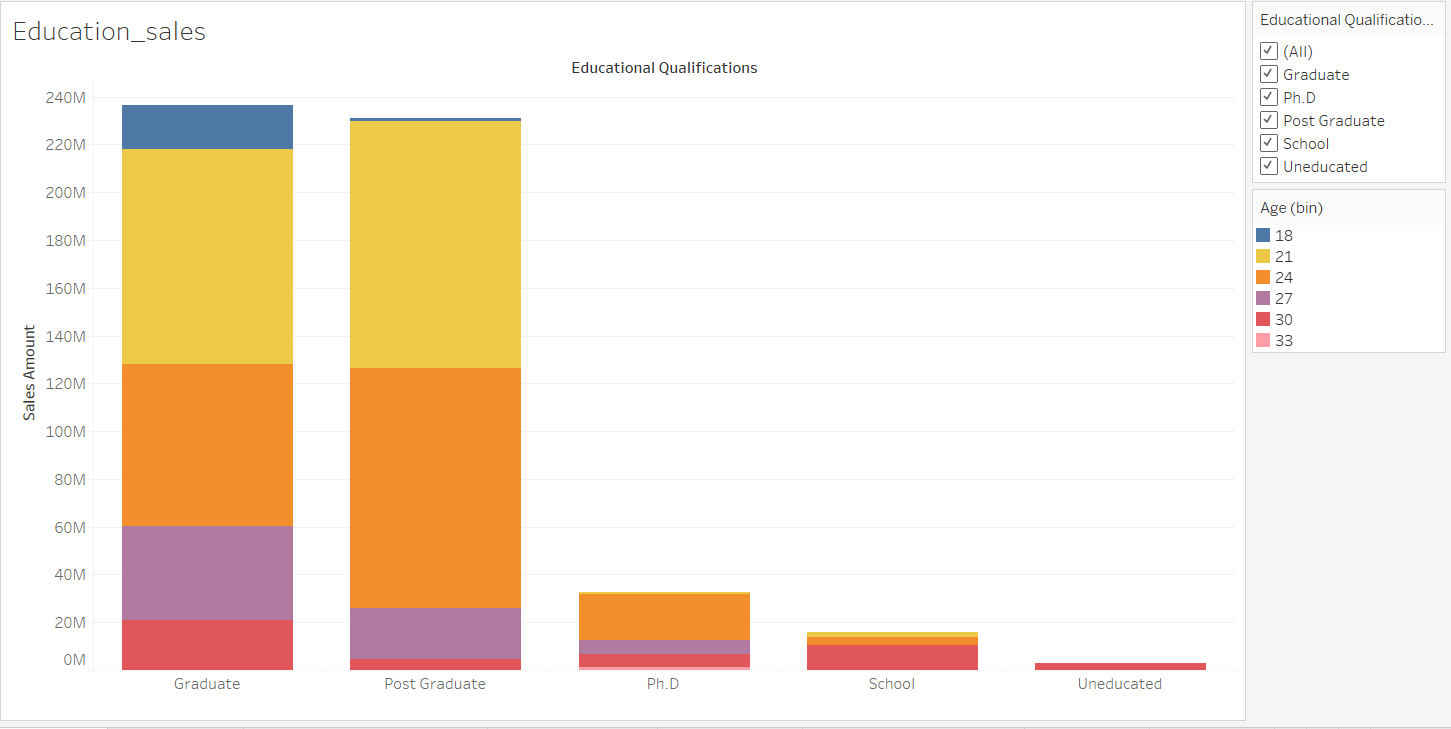 Education_sales
Educational Qualifications
240M
220M
200M
180M
160M
140M
120M
100M
80M
60M
40M
20M
0M
Sales Amount
Graduate
Post Graduate
Ph.D
School
Uneducated
Educational Qualificatio...
(All)
Graduate
Ph.D
Post Graduate
School
Uneducated
Age (bin)
18
21
24
27
30
33